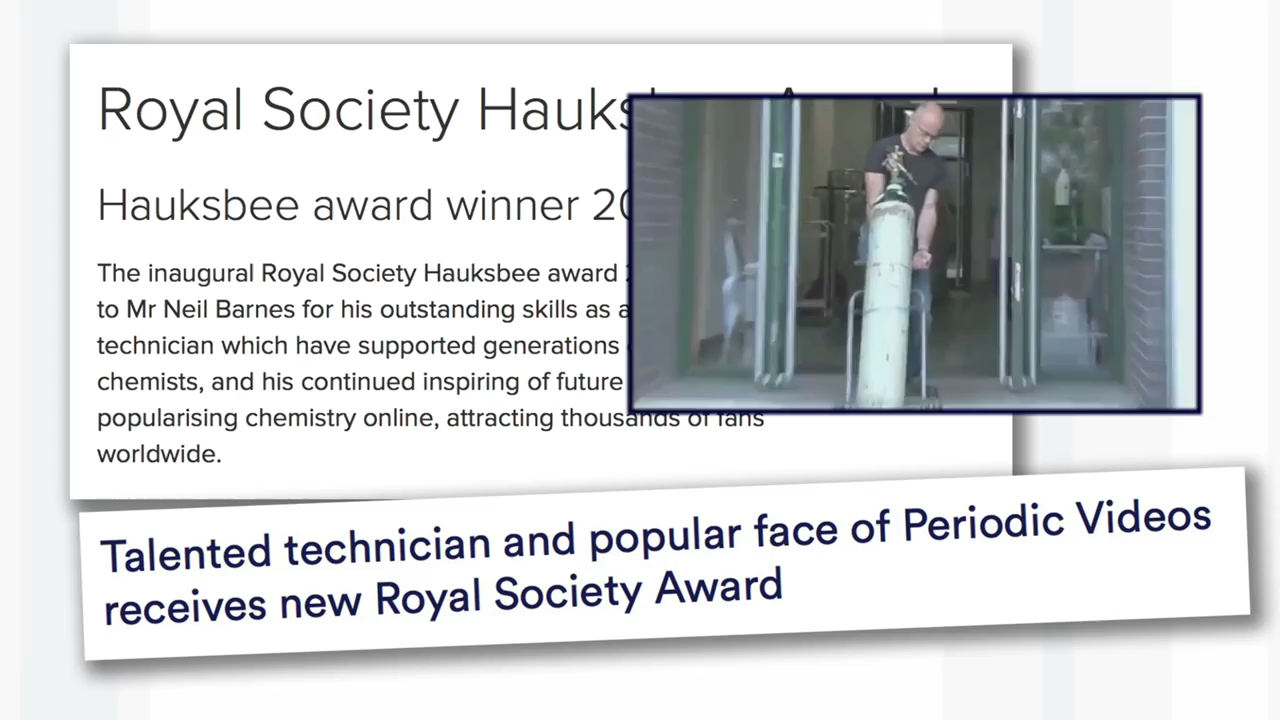 Royal Society Hauks
Hauksbee award winner 20
The inaugural Royal Society Hauksbee award
to Mr Neil Barnes for his outstanding skills as a
technician which have supported generations
chemists, and his continued inspiring of future
popularising chemistry online, attracting thousands of fans
worldwide.
Talented technician and popular face of Periodic Videos
receives new Royal Society Award